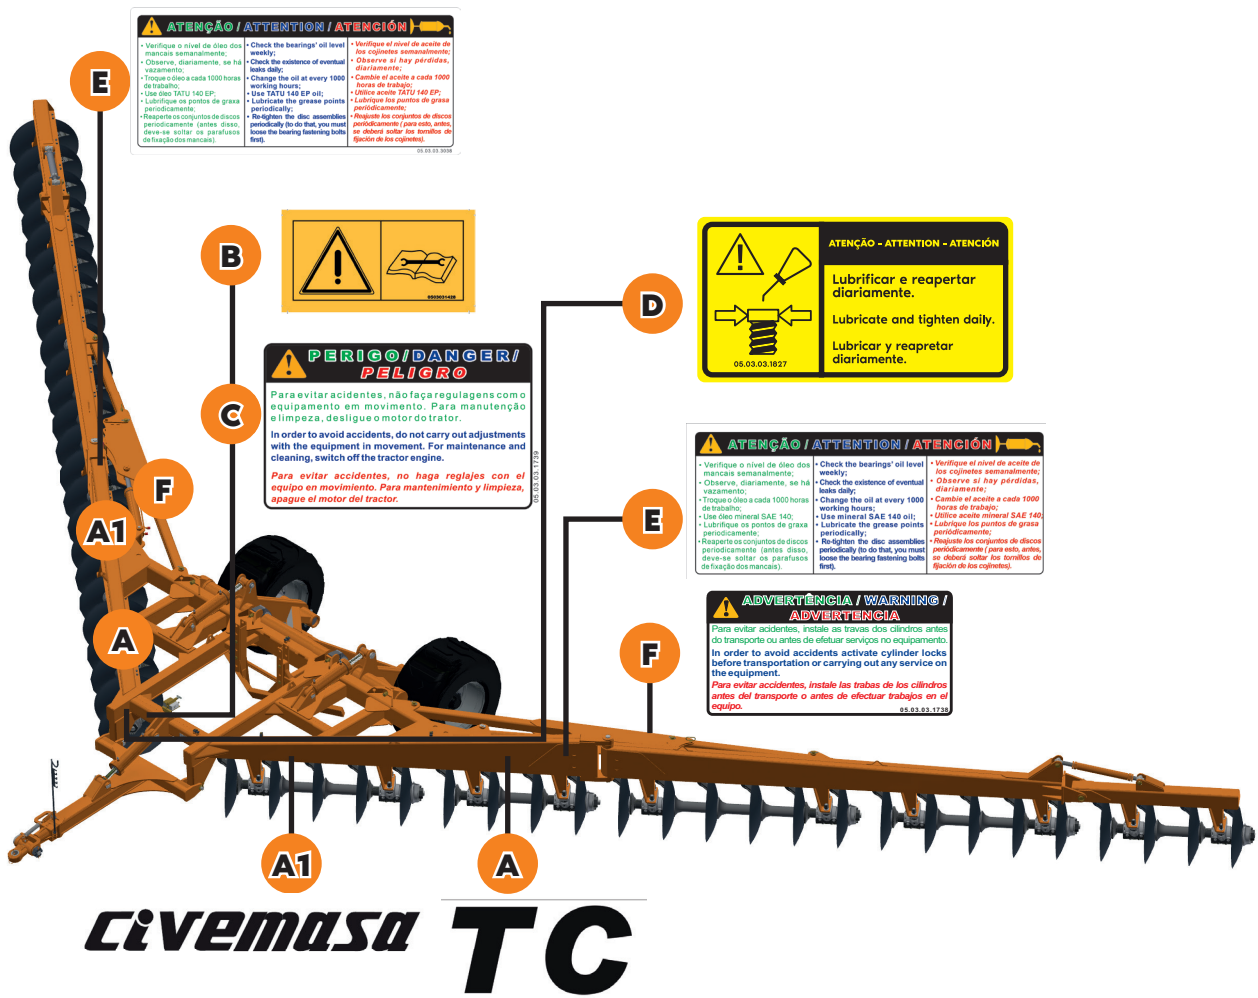 ATENÇÃO / ATTENTION / ATENCIÓN
• Verifique o nível de óleo dos
mancais semanalmente;
• Observe, diariamente, se há
vazamento;
• Troque o óleo a cada 1000 horas
de trabalho;
• Use óleo TATU 140 EP;
• Lubrifique os pontos de graxa
periodicamente;
• Reaperte os conjuntos de discos
periodicamente (antes disso,
deve-se soltar os parafusos
de fixação dos mancais).
• Check the bearings' oil level
weekly;
• Check the existence of eventual
leaks daily;
• Change the oil at every 1000
working hours;
• Use TATU 140 EP oil;
• Lubricate the grease points
periodically;
• Re-tighten the disc assemblies
periodically (to do that, you must
loose the bearing fastening bolts
first).
• Verifique el nivel de aceite de
los cojinetes semanalmente;
• Observe si hay pérdidas,
diariamente;
• Cambie el aceite a cada 1000
horas de trabajo;
• Utilice aceite TATU 140 EP;
• Lubrique los puntos de grasa
periódicamente;
• Reajuste los conjuntos de discos
periódicamente ( para esto, antes,
se deberá soltar los tornillos de
fijación de los cojinetes).
05.03.03.3038
E
B
0503031428
C
PERIGO/DANGER/
PELIGRO
Para evitar acidentes, não faça regulagens com o
equipamento em movimento. Para manutenção
e limpeza, desligue o motor do trator.
In order to avoid accidents, do not carry out adjustments
with the equipment in movement. For maintenance and
cleaning, switch off the tractor engine.
Para evitar accidentes, no haga reglajes con el
equipo en movimiento. Para mantenimiento y limpieza,
apague el motor del tractor.
05.03.03.1739
D
ATENÇÃO - ATTENTION - ATENCIÓN
Lubrificar e reapertar
diariamente.
Lubricate and tighten daily.
Lubricar y reapretar
diariamente.
05.03.03.1827
E
ATENÇÃO / ATTENTION / ATENCIÓN
• Verifique o nível de óleo dos
mancais semanalmente;
• Observe, diariamente, se há
vazamento;
• Troque o óleo a cada 1000 horas
de trabalho;
• Use óleo mineral SAE 140;
• Lubrifique os pontos de graxa
periodicamente;
• Reaperte os conjuntos de discos
periodicamente (antes disso,
deve-se soltar os parafusos
de fixação dos mancais).
• Check the bearings' oil level
weekly;
• Check the existence of eventual
leaks daily;
• Change the oil at every 1000
working hours;
• Use mineral SAE 140 oil;
• Lubricate the grease points
periodically;
• Re-tighten the disc assemblies
periodically (to do that, you must
loose the bearing fastening bolts
first).
• Verifique el nivel de aceite de
los cojinetes semanalmente;
• Observe si hay pérdidas,
diariamente;
• Cambie el aceite a cada 1000
horas de trabajo;
• Utilice aceite mineral SAE 140;
• Lubrique los puntos de grasa
periódicamente;
• Reajuste los conjuntos de discos
periódicamente ( para esto, antes,
se deberá soltar los tornillos de
fijación de los cojinetes).
F
ADVERTÊNCIA / WARNING /
ADVERTENCIA
Para evitar acidentes, instale as travas dos cilindros antes
do transporte ou antes de efetuar serviços no equipamento.
In order to avoid accidents activate cylinder locks
before transportation or carrying out any service on
the equipment.
Para evitar accidentes, instale las trabas de los cilindros
antes del transporte o antes de efectuar trabajos en el
equipo.
05.03.03.1738
F
A1
A
A1
A
civemasa
TC